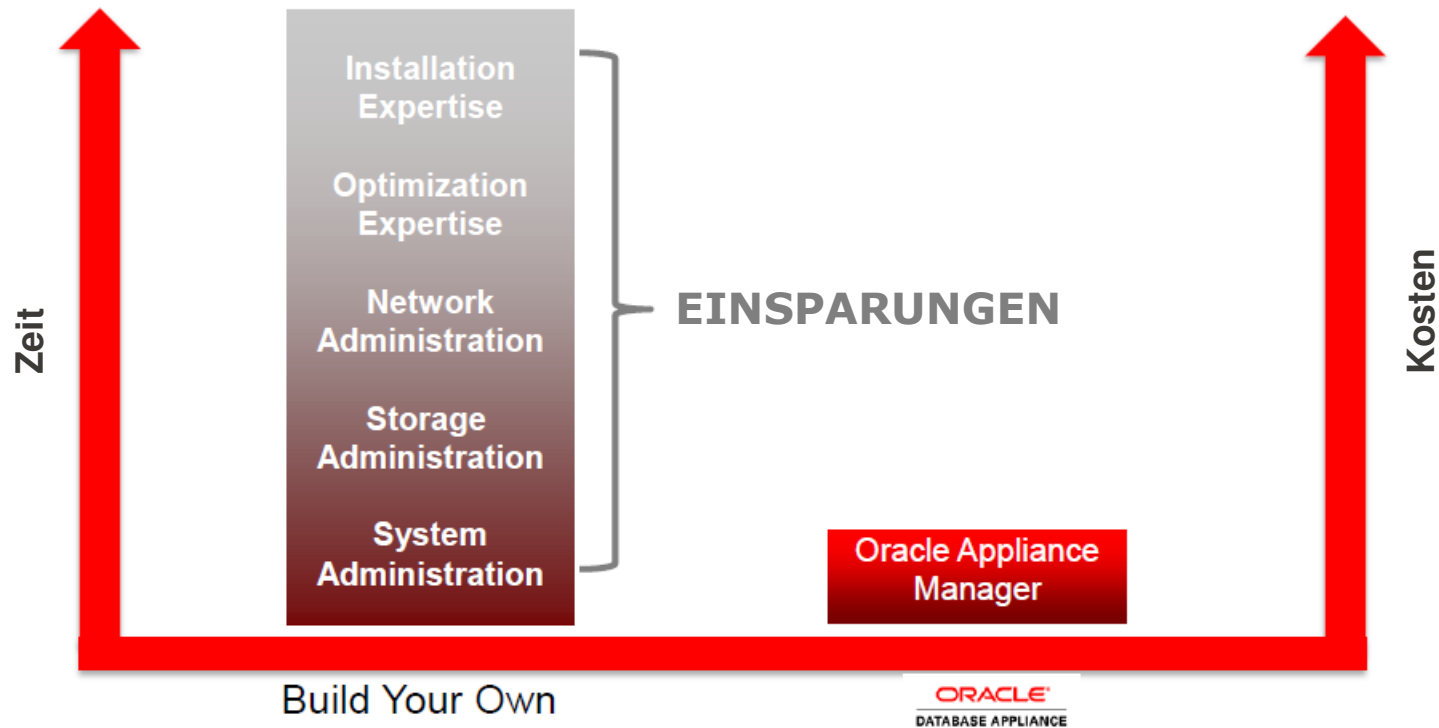 Zeit
Installation
Expertise
Optimization
Expertise
Network
Administration
Storage
Administration
System
Administration
EINSPARUNGEN
Oracle Appliance
Manager
Kosten
Build Your Own
ORACLE®
DATABASE APPLIANCE